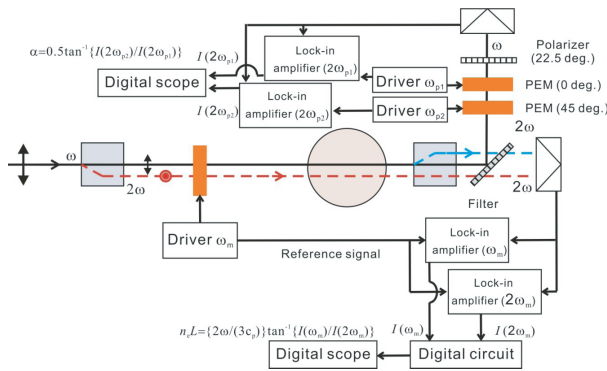 α=0.5tan⁻¹{I(2ω_p2)/I(2ω_p1)}
Digital scope
I(2ω_p1)
I(2ω_p2)
Lock-in
amplifier (2ω_p1)
Lock-in
amplifier (2ω_p2)
Driver ω_p1
Driver ω_p2
ω
Polarizer
(22.5 deg.)
PEM (0 deg.)
PEM (45 deg.)
ω
2ω
2ω
2ω
Filter
Driver ω_m
Reference signal
Lock-in
amplifier (ω_m)
Lock-in
amplifier (2ω_m)
n_eL={2ω/(3c_p)}tan⁻¹{I(ω_m)/I(2ω_m)}
I(ω_m)
I(2ω_m)
Digital scope
Digital circuit